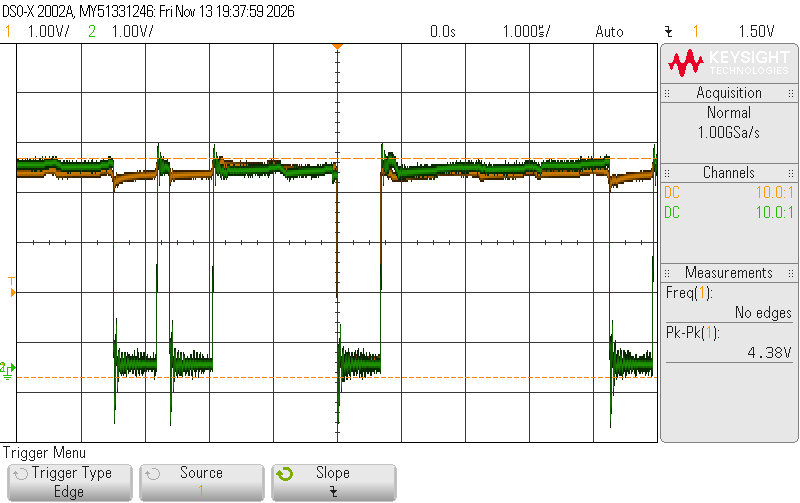 DSO-X 2002A, MY51331246: Fri Nov 13 19:37:59 2026
1 1.00V/ 2 1.00V/ 0.0s 1.000µs/ Auto 1 1.50V
KEYSIGHT
TECHNOLOGIES
Acquisition
Normal
1.00GSa/s
Channels
DC 10.0:1
DC 10.0:1
Measurements
Freq(1):
No edges
Pk-Pk(1):
4.38V
T
2
Trigger Menu
Trigger Type
Edge
Source
1
Slope